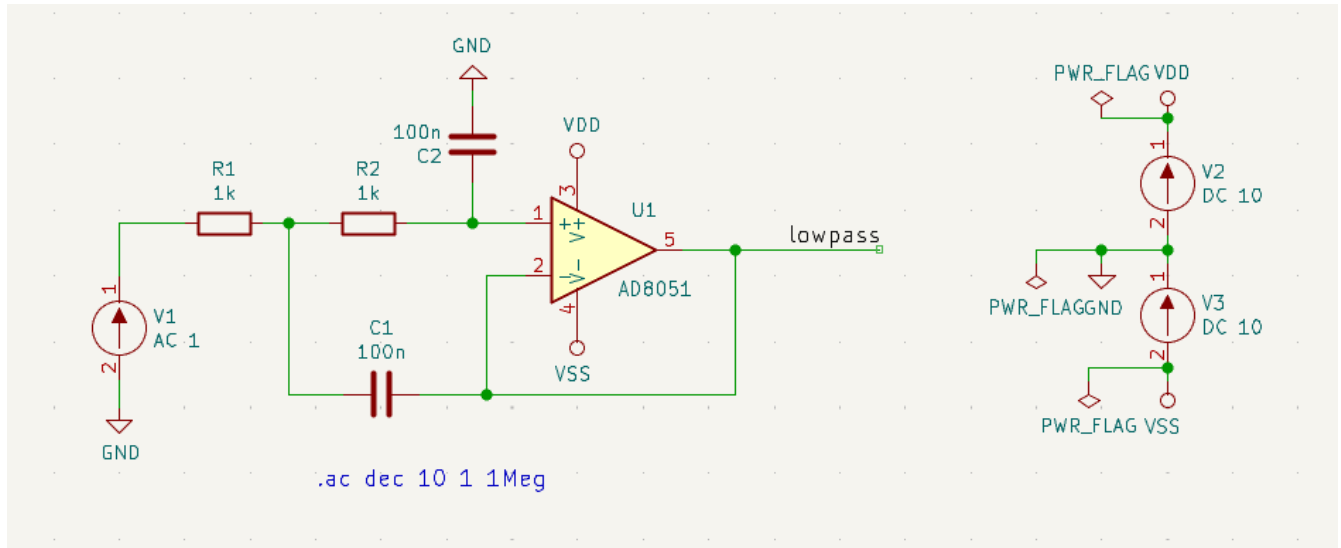 GND
PWR_FLAG VDD
100n
C2
VDD
R1
1k
R2
1k
3
1
V2
DC 10
2
1
+
V+
U1
5
lowpass
2
-
V-
AD8051
4
1
V1
AC 1
2
C1
100n
VSS
PWR_FLAG GND
1
V3
DC 10
2
GND
PWR_FLAG VSS
.ac dec 10 1 1Meg